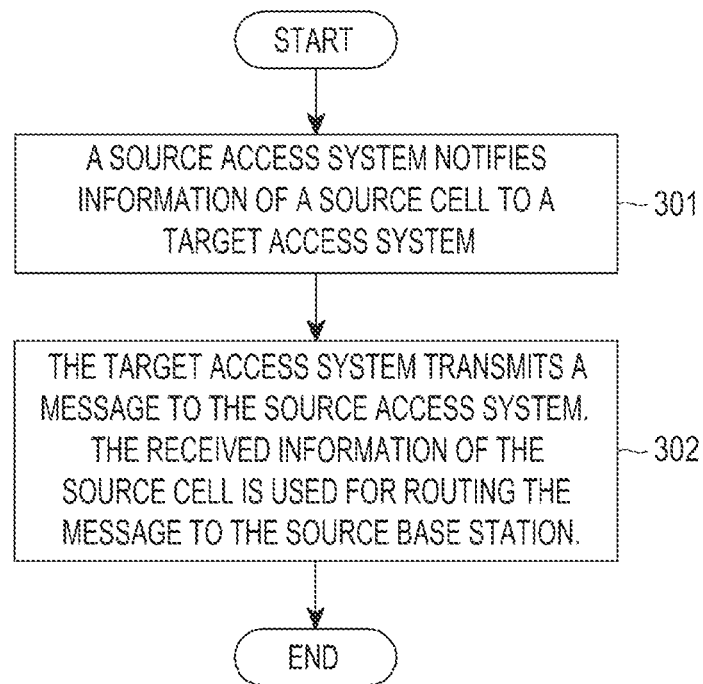 START
A SOURCE ACCESS SYSTEM NOTIFIES
INFORMATION OF A SOURCE CELL TO A
TARGET ACCESS SYSTEM
301
THE TARGET ACCESS SYSTEM TRANSMITS A
MESSAGE TO THE SOURCE ACCESS SYSTEM.
THE RECEIVED INFORMATION OF THE
SOURCE CELL IS USED FOR ROUTING THE
MESSAGE TO THE SOURCE BASE STATION.
302
END